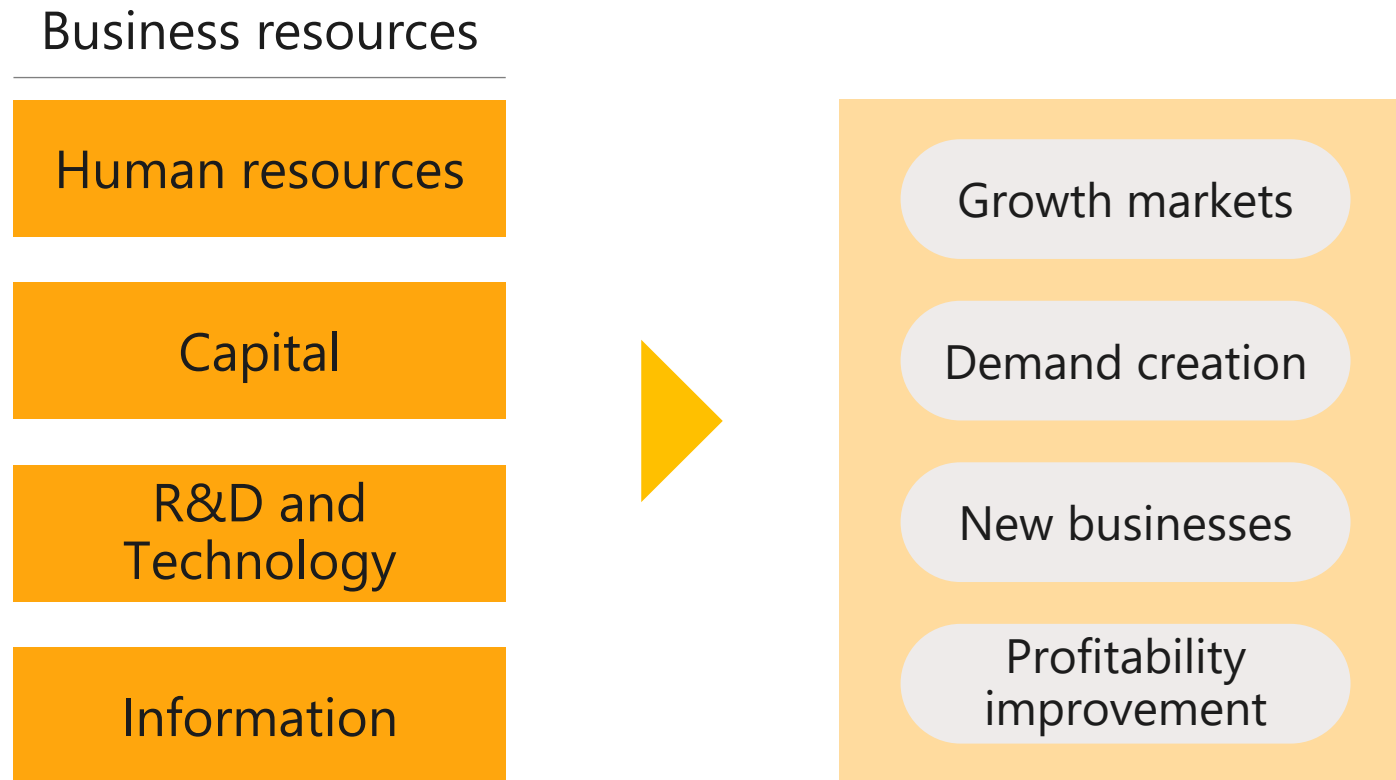 Business resources
Human resources
Capital
R&D and
Technology
Information
Growth markets
Demand creation
New businesses
Profitability
improvement